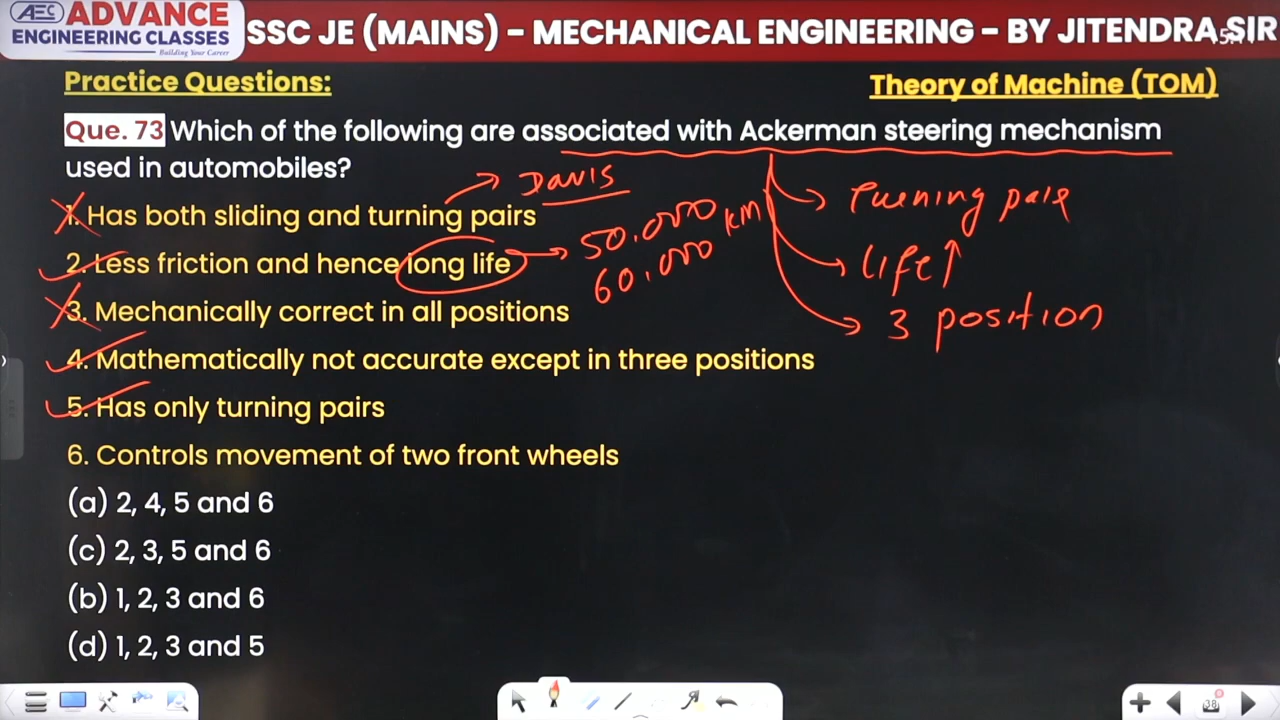 AEC ADVANCE
ENGINEERING CLASSES
Building Your Career
SSC JE (MAINS) – MECHANICAL ENGINEERING – BY JITENDRA SIR
Practice Questions:
Theory of Machine (TOM)
Que. 73 Which of the following are associated with Ackerman steering mechanism
used in automobiles?
Davis
Turning pair
1. Has both sliding and turning pairs
50,000
60,000 KM
2. Less friction and hence long life
Life↑
3. Mechanically correct in all positions
3 position
4. Mathematically not accurate except in three positions
5. Has only turning pairs
6. Controls movement of two front wheels
(a) 2, 4, 5 and 6
(c) 2, 3, 5 and 6
(b) 1, 2, 3 and 6
(d) 1, 2, 3 and 5
38